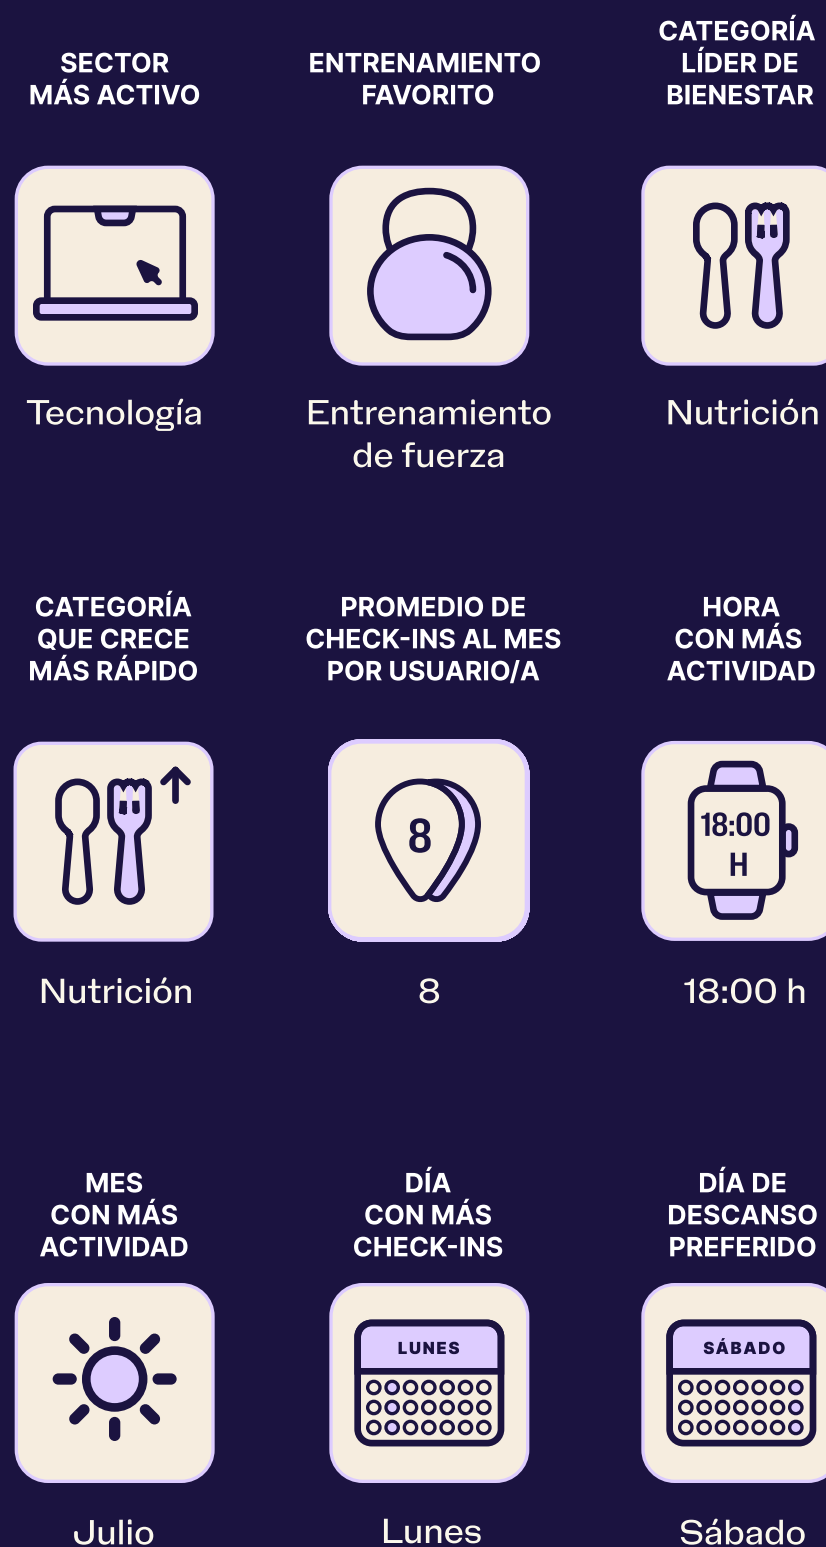 SECTOR
MÁS ACTIVO
Tecnología
ENTRENAMIENTO
FAVORITO
Entrenamiento
de fuerza
CATEGORÍA
LÍDER DE
BIENESTAR
Nutrición
CATEGORÍA
QUE CRECE
MÁS RÁPIDO
Nutrición
PROMEDIO DE
CHECK-INS AL MES
POR USUARIO/A
8
8
HORA
CON MÁS
ACTIVIDAD
18:00
H
18:00 h
MES
CON MÁS
ACTIVIDAD
Julio
DÍA
CON MÁS
CHECK-INS
LUNES
Lunes
DÍA DE
DESCANSO
PREFERIDO
SÁBADO
Sábado